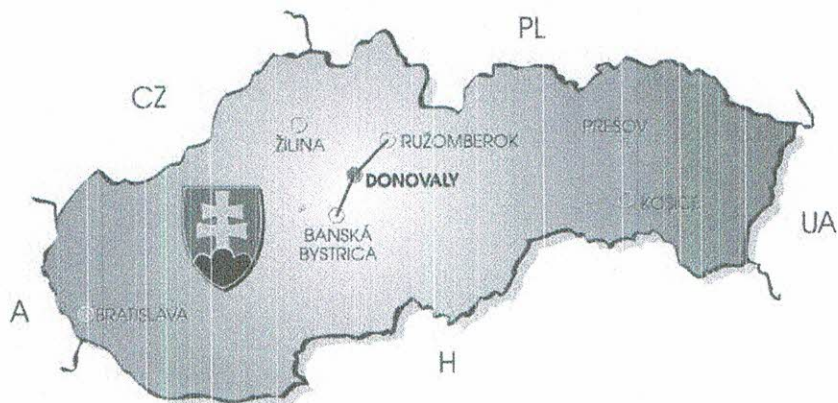 PL
CZ
ŽILINA
RUŽOMBEROK
PREŠOV
DONOVALY
KOŠICE
BANSKÁ
BYSTRICA
UA
A
BRATISLAVA
H